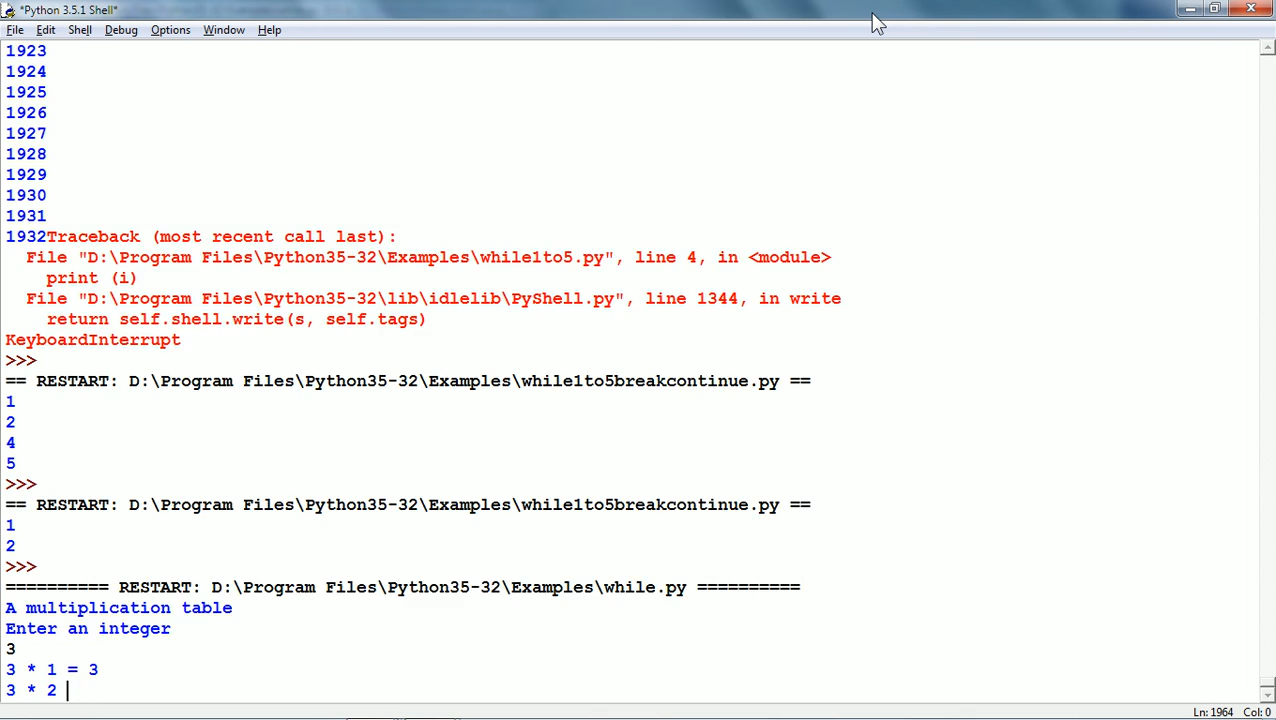 *Python 3.5.1 Shell*
File Edit Shell Debug Options Window Help
1923
1924
1925
1926
1927
1928
1929
1930
1931
1932Traceback (most recent call last):
  File "D:\Program Files\Python35-32\Examples\while1to5.py", line 4, in <module>
    print (i)
  File "D:\Program Files\Python35-32\lib\idlelib\PyShell.py", line 1344, in write
    return self.shell.write(s, self.tags)
KeyboardInterrupt
>>>
== RESTART: D:\Program Files\Python35-32\Examples\while1to5breakcontinue.py ==
1
2
4
5
>>>
== RESTART: D:\Program Files\Python35-32\Examples\while1to5breakcontinue.py ==
1
2
>>>
========== RESTART: D:\Program Files\Python35-32\Examples\while.py ==========
A multiplication table
Enter an integer
3
3 * 1 = 3
3 * 2
Ln: 1964 Col: 0